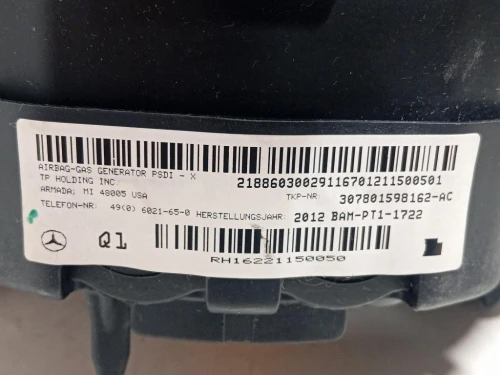 AIRBAG-GAS GENERATOR PSDI - X
TP HOLDING INC.
ARMADA, MI 48005 USA
21886030029116701211500501
TKP-NR: 307801598162-AC
TELEFON-NR: 49(0) 6021-65-0 HERSTELLUNGSJAHR: 2012 BAM-PT1-1722
Q1
RH16221150050